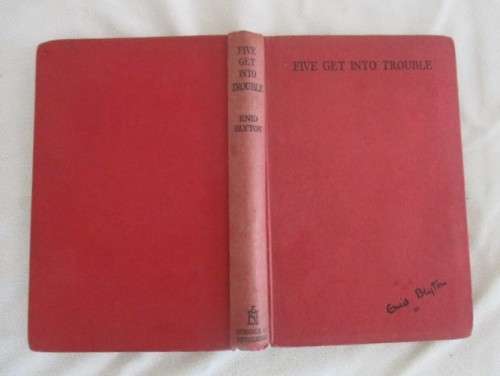 FIVE
GET
INTO
TROUBLE
ENID
BLYTON
FIVE GET INTO TROUBLE
Enid Blyton